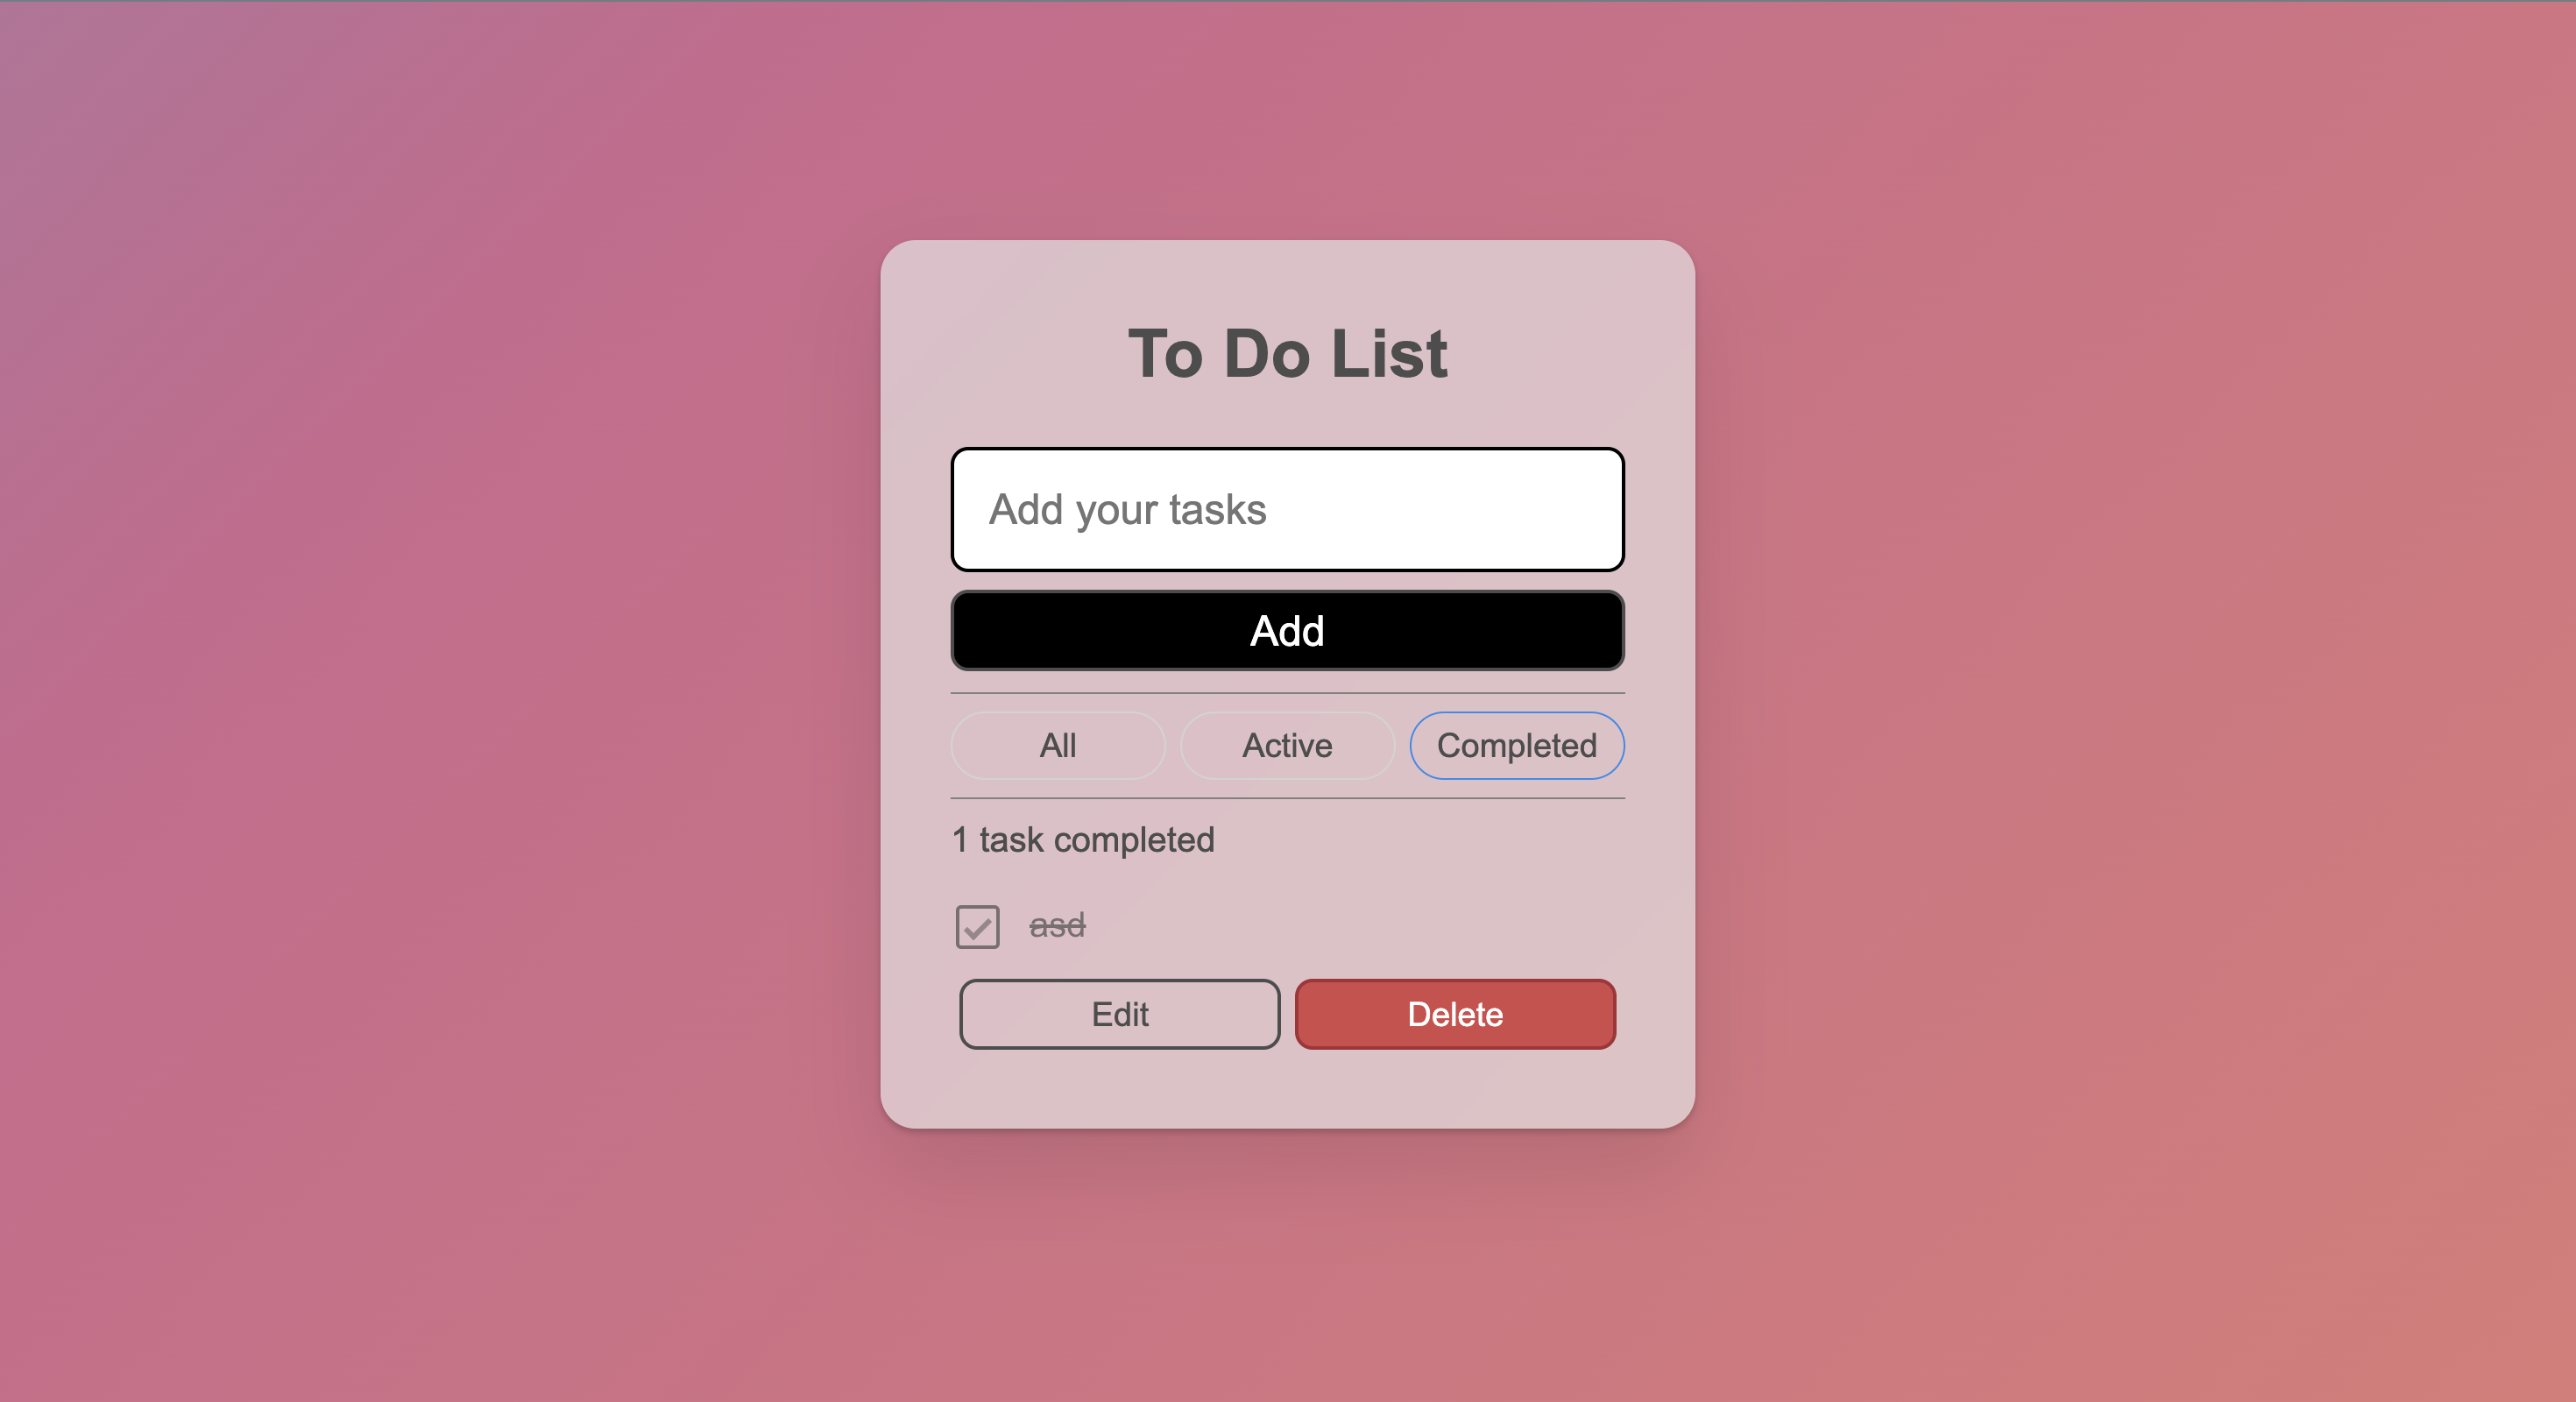 To Do List
Add your tasks
Add
All Active Completed
1 task completed
asd
Edit Delete